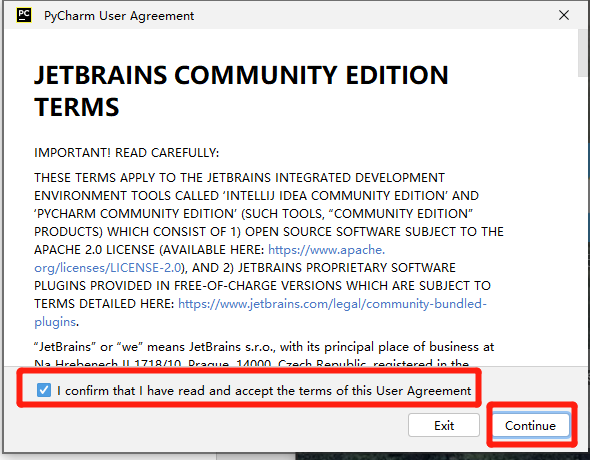 PC
PyCharm User Agreement
JETBRAINS COMMUNITY EDITION
TERMS
IMPORTANT! READ CAREFULLY:
THESE TERMS APPLY TO THE JETBRAINS INTEGRATED DEVELOPMENT
ENVIRONMENT TOOLS CALLED ‘INTELLIJ IDEA COMMUNITY EDITION’ AND
‘PYCHARM COMMUNITY EDITION’ (SUCH TOOLS, “COMMUNITY EDITION”
PRODUCTS) WHICH CONSIST OF 1) OPEN SOURCE SOFTWARE SUBJECT TO THE
APACHE 2.0 LICENSE (AVAILABLE HERE: https://www.apache.
org/licenses/LICENSE-2.0), AND 2) JETBRAINS PROPRIETARY SOFTWARE
PLUGINS PROVIDED IN FREE-OF-CHARGE VERSIONS WHICH ARE SUBJECT TO
TERMS DETAILED HERE: https://www.jetbrains.com/legal/community-bundled-
plugins.
“JetBrains” or “we” means JetBrains s.r.o., with its principal place of business at
Na Hrebenech II 1718/10, Prague, 14000, Czech Republic, registered in the
I confirm that I have read and accept the terms of this User Agreement
Exit
Continue